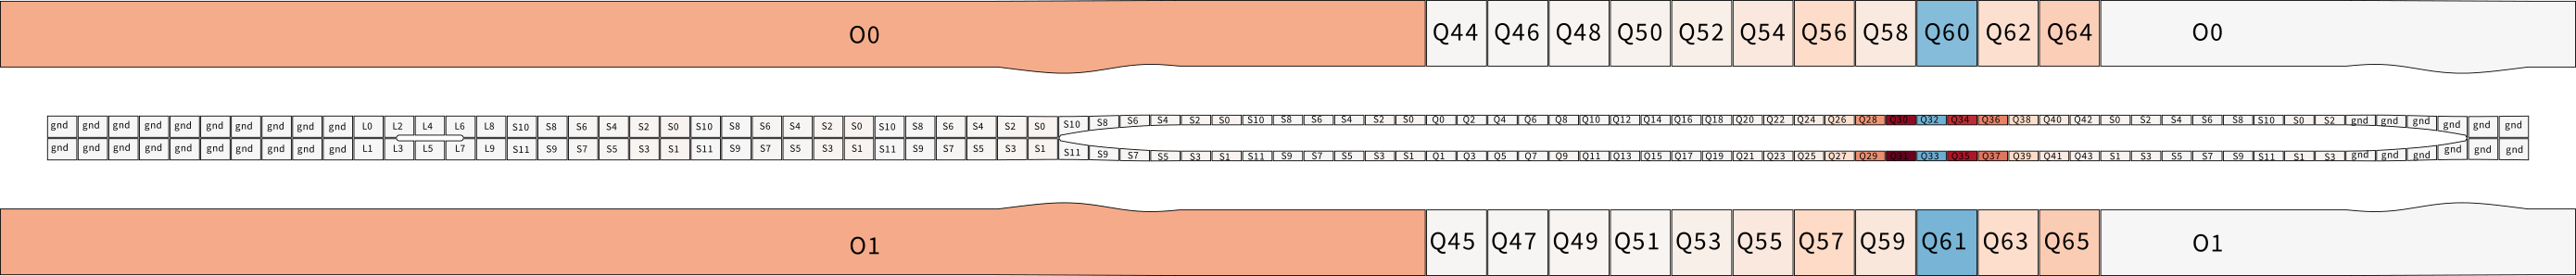 O0 Q44 Q46 Q48 Q50 Q52 Q54 Q56 Q58 Q60 Q62 Q64 O0
gnd gnd gnd gnd gnd gnd gnd gnd gnd gnd L0 L2 L4 L6 L8 S10 S8 S6 S4 S2 S0 S10 S8 S6 S4 S2 S0 S10 S8 S6 S4 S2 S0 S10 S8 S6 S4 S2 S0 S10 S8 S6 S4 S2 S0 Q0 Q2 Q4 Q6 Q8 Q10 Q12 Q14 Q16 Q18 Q20 Q22 Q24 Q26 Q28 Q30 Q32 Q34 Q36 Q38 Q40 Q42 S0 S2 S4 S6 S8 S10 S0 S2 gnd gnd gnd gnd gnd gnd
gnd gnd gnd gnd gnd gnd gnd gnd gnd gnd L1 L3 L5 L7 L9 S11 S9 S7 S5 S3 S1 S11 S9 S7 S5 S3 S1 S11 S9 S7 S5 S3 S1 S11 S9 S7 S5 S3 S1 S11 S9 S7 S5 S3 S1 Q1 Q3 Q5 Q7 Q9 Q11 Q13 Q15 Q17 Q19 Q21 Q23 Q25 Q27 Q29 Q31 Q33 Q35 Q37 Q39 Q41 Q43 S1 S3 S5 S7 S9 S11 S1 S3 gnd gnd gnd gnd gnd gnd
O1 Q45 Q47 Q49 Q51 Q53 Q55 Q57 Q59 Q61 Q63 Q65 O1